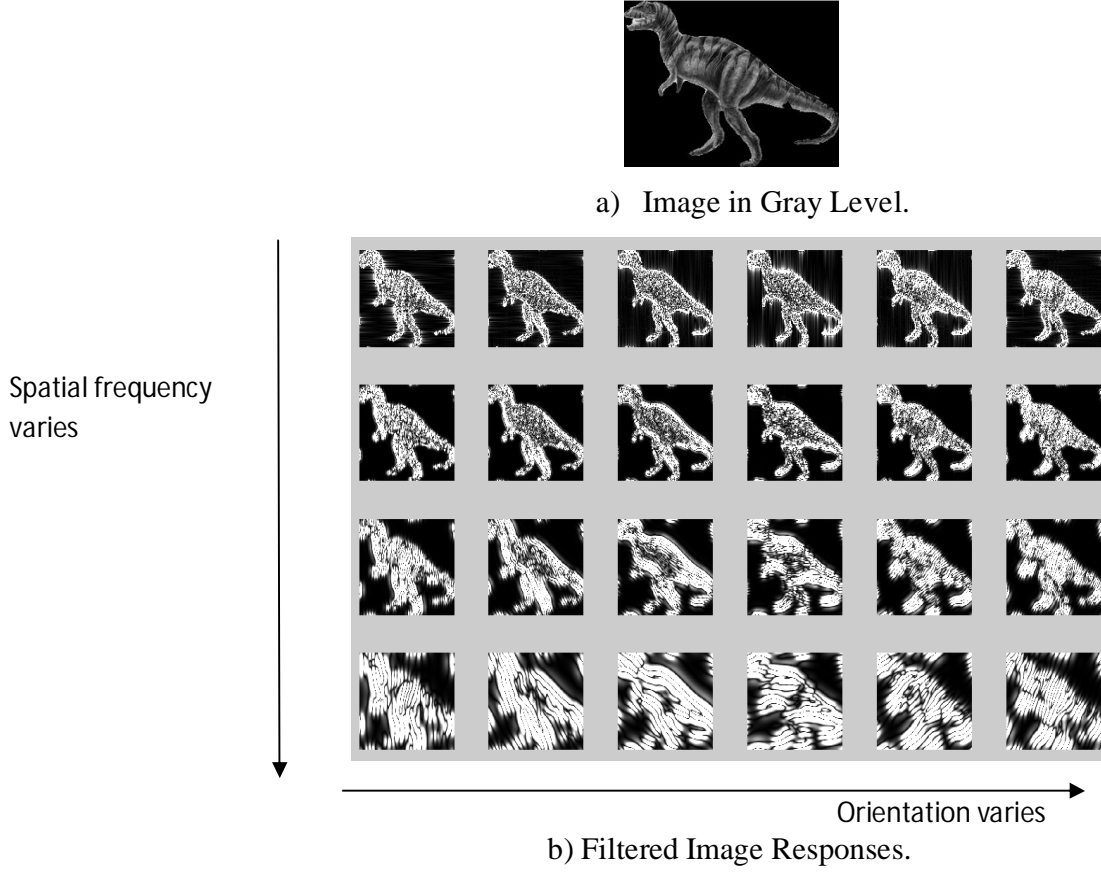 a) Image in Gray Level.
Spatial frequency
varies
Orientation varies
b) Filtered Image Responses.